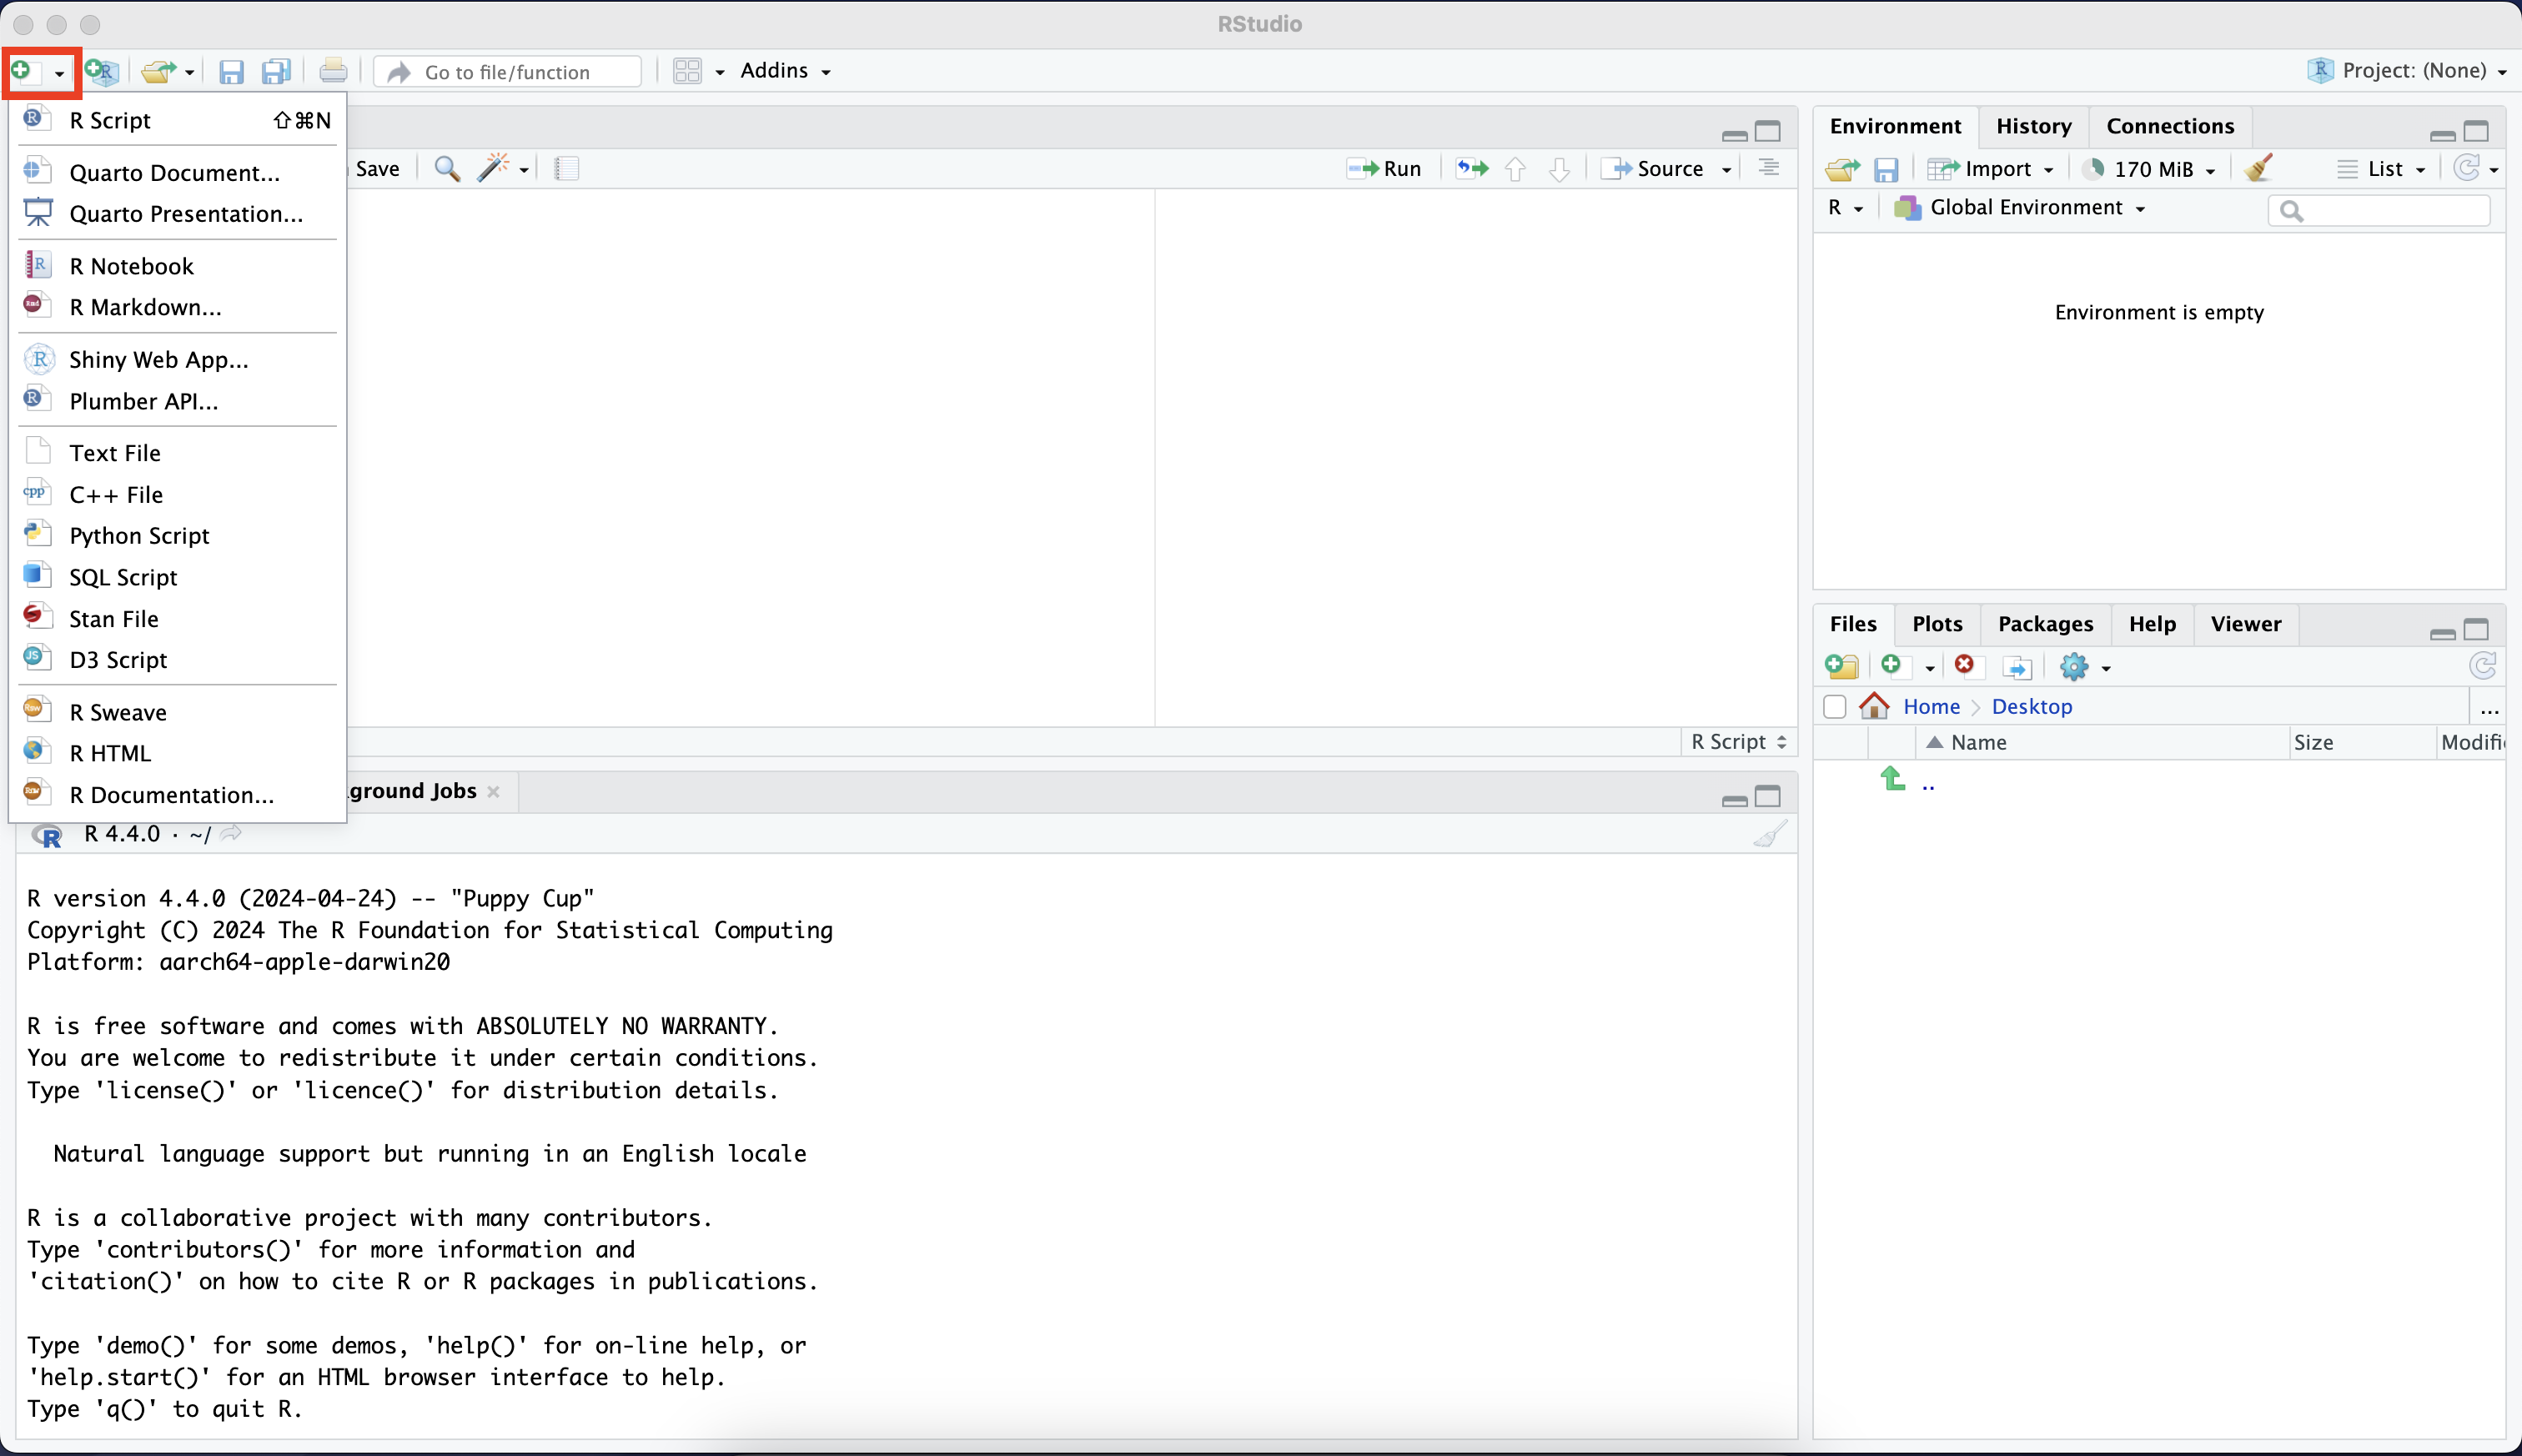 RStudio
Go to file/function
Addins
Project: (None)
R Script ⇧⌘N
Quarto Document...
Quarto Presentation...
R Notebook
R Markdown...
Shiny Web App...
Plumber API...
Text File
C++ File
Python Script
SQL Script
Stan File
D3 Script
R Sweave
R HTML
R Documentation...
Save
Run
Source
R Script
ground Jobs
R 4.4.0 · ~/
R version 4.4.0 (2024-04-24) -- "Puppy Cup"
Copyright (C) 2024 The R Foundation for Statistical Computing
Platform: aarch64-apple-darwin20
R is free software and comes with ABSOLUTELY NO WARRANTY.
You are welcome to redistribute it under certain conditions.
Type 'license()' or 'licence()' for distribution details.
Natural language support but running in an English locale
R is a collaborative project with many contributors.
Type 'contributors()' for more information and
'citation()' on how to cite R or R packages in publications.
Type 'demo()' for some demos, 'help()' for on-line help, or
'help.start()' for an HTML browser interface to help.
Type 'q()' to quit R.
Environment History Connections
Import 170 MiB List
R Global Environment
Environment is empty
Files Plots Packages Help Viewer
Home Desktop ...
Name Size Modifi
..